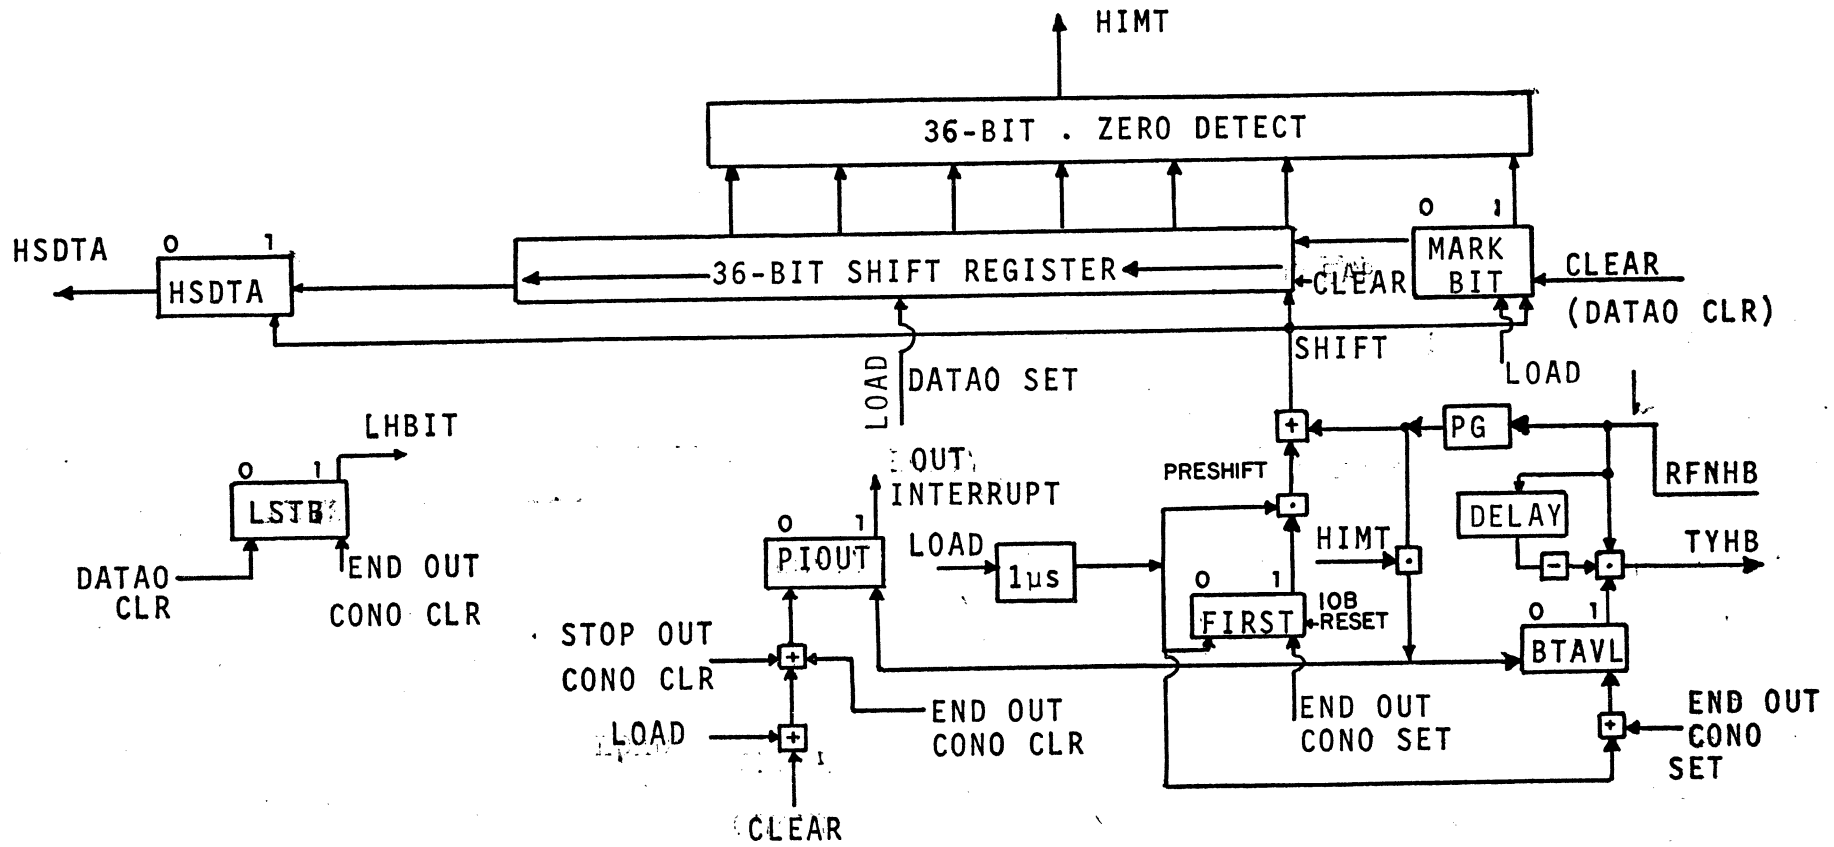 HIMT
36-BIT . ZERO DETECT
0 1
HSDTA
0 1
HSDTA
36-BIT SHIFT REGISTER
CLEAR
MARK
BIT
CLEAR
(DATAO CLR)
SHIFT
LOAD
LOAD
DATAO SET
LHBIT
0 1
LSTB
DATAO
CLR
END OUT
CONO CLR
OUT
INTERRUPT
0 1
PIOUT
STOP OUT
CONO CLR
+
LOAD
+
CLEAR
END OUT
CONO CLR
LOAD
1μs
+
PRESHIFT
.
0 1
FIRST
IOB
RESET
END OUT
CONO SET
PG
HIMT
.
RFNHB
DELAY
-
.
TYHB
0 1
BTAVL
+
END OUT
CONO
SET